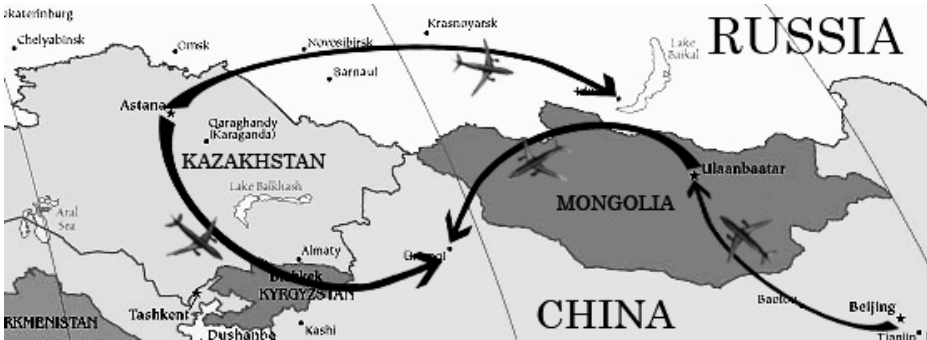 katerinburg
Krasnoyarsk
RUSSIA
Chelyabinsk
Omsk
Novosibirsk
Lake
Baikal
Barnaul
Astana
Qaraghandy
(Karaganda)
KAZAKHSTAN
Ulaanbaatar
Lake Balkhash
MONGOLIA
Aral
Sea
Almaty
KYRGYZSTAN
Baotou
Beijing
CHINA
Tashkent
RKMENISTAN
Kashi
Dushanbe
Tianjin